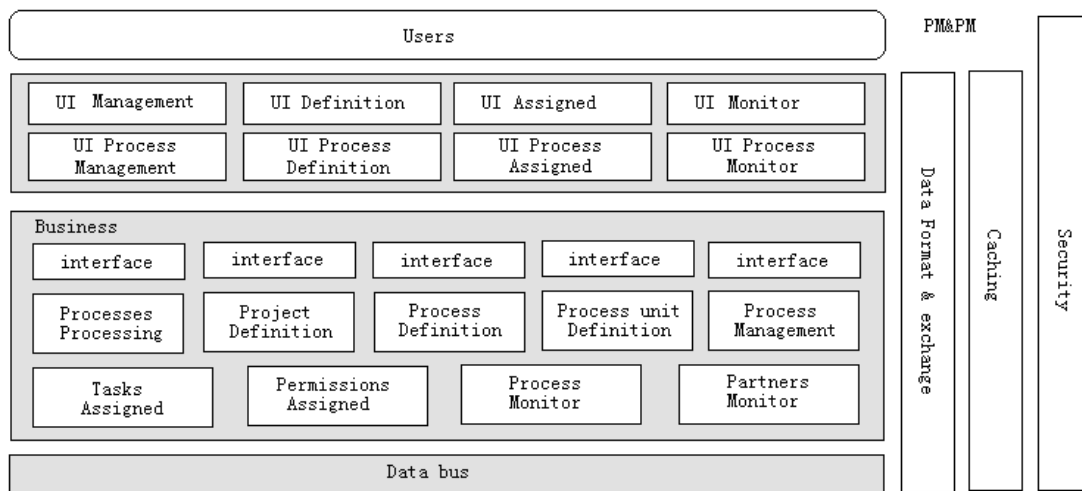 Users
PM&PM
UI Management
UI Definition
UI Assigned
UI Monitor
UI Process
Management
UI Process
Definition
UI Process
Assigned
UI Process
Monitor
Business
interface
interface
interface
interface
interface
Processes
Processing
Project
Definition
Process
Definition
Process unit
Definition
Process
Management
Tasks
Assigned
Permissions
Assigned
Process
Monitor
Partners
Monitor
Data bus
Data Format & exchange
Caching
Security